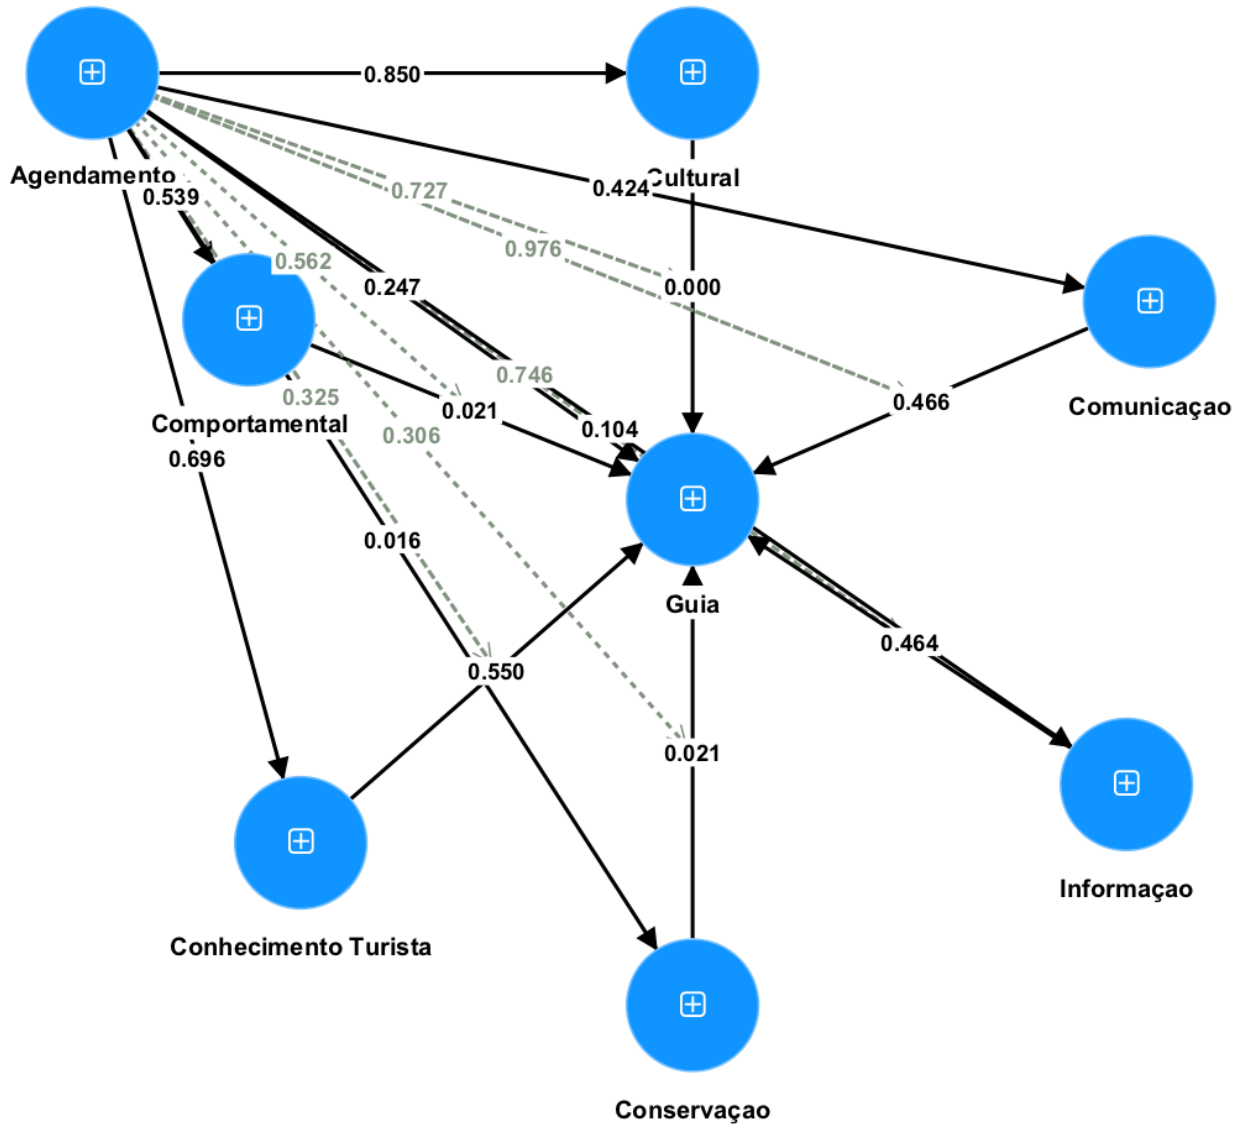 0.850
Agendamento
Cultural
0.539
0.727
0.424
0.976
0.562
0.247
0.000
0.746
0.325
0.021
0.466
Comunicaçao
Comportamental
0.306
0.104
0.696
0.016
Guia
0.464
0.550
0.021
Informaçao
Conhecimento Turista
Conservaçao